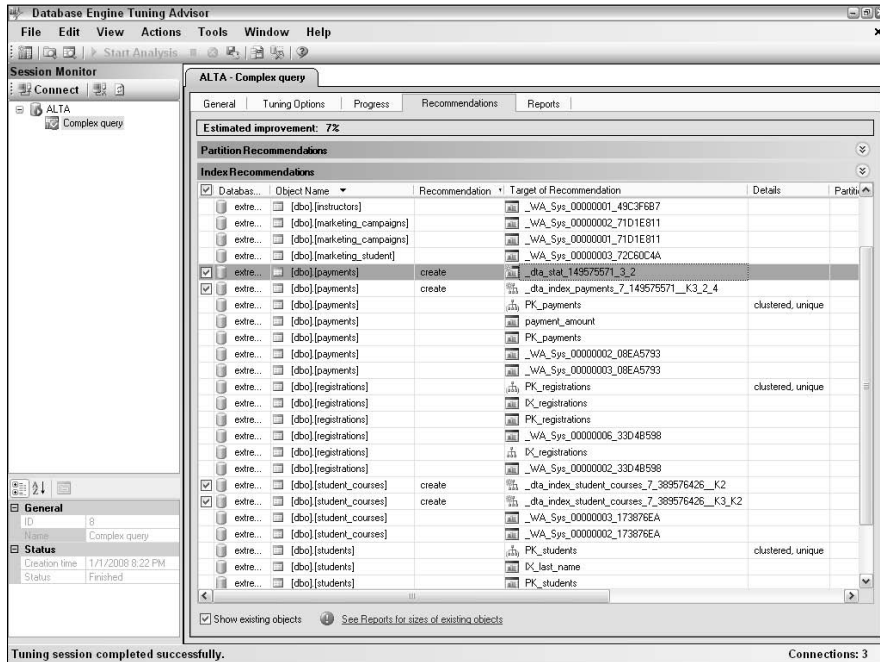 Database Engine Tuning Advisor
File Edit View Actions Tools Window Help
Start Analysis
Session Monitor
Connect
ALTA
Complex query
General
ID 8
Name Complex query
Status
Creation time 1/1/2008 8:22 PM
Status Finished
ALTA - Complex query
General Tuning Options Progress Recommendations Reports
Estimated improvement: 7%
Partition Recommendations
Index Recommendations
Databas... Object Name Recommendation Target of Recommendation Details Partiti
extre... [dbo].[instructors] _WA_Sys_00000001_49C3F6B7
extre... [dbo].[marketing_campaigns] _WA_Sys_00000002_71D1E811
extre... [dbo].[marketing_campaigns] _WA_Sys_00000001_71D1E811
extre... [dbo].[marketing_student] _WA_Sys_00000003_72C60C4A
extre... [dbo].[payments] create _dta_stat_149575571_3_2
extre... [dbo].[payments] create _dta_index_payments_7_149575571__K3_2_4
extre... [dbo].[payments] PK_payments clustered, unique
extre... [dbo].[payments] payment_amount
extre... [dbo].[payments] PK_payments
extre... [dbo].[payments] _WA_Sys_00000002_08EA5793
extre... [dbo].[payments] _WA_Sys_00000003_08EA5793
extre... [dbo].[registrations] PK_registrations clustered, unique
extre... [dbo].[registrations] IX_registrations
extre... [dbo].[registrations] PK_registrations
extre... [dbo].[registrations] _WA_Sys_00000006_33D4B598
extre... [dbo].[registrations] IX_registrations
extre... [dbo].[registrations] _WA_Sys_00000002_33D4B598
extre... [dbo].[student_courses] create _dta_index_student_courses_7_389576426__K2
extre... [dbo].[student_courses] create _dta_index_student_courses_7_389576426__K3_K2
extre... [dbo].[student_courses] _WA_Sys_00000003_173876EA
extre... [dbo].[student_courses] _WA_Sys_00000002_173876EA
extre... [dbo].[students] PK_students clustered, unique
extre... [dbo].[students] IX_last_name
extre... [dbo].[students] PK_students
Show existing objects See Reports for sizes of existing objects
Tuning session completed successfully. Connections: 3